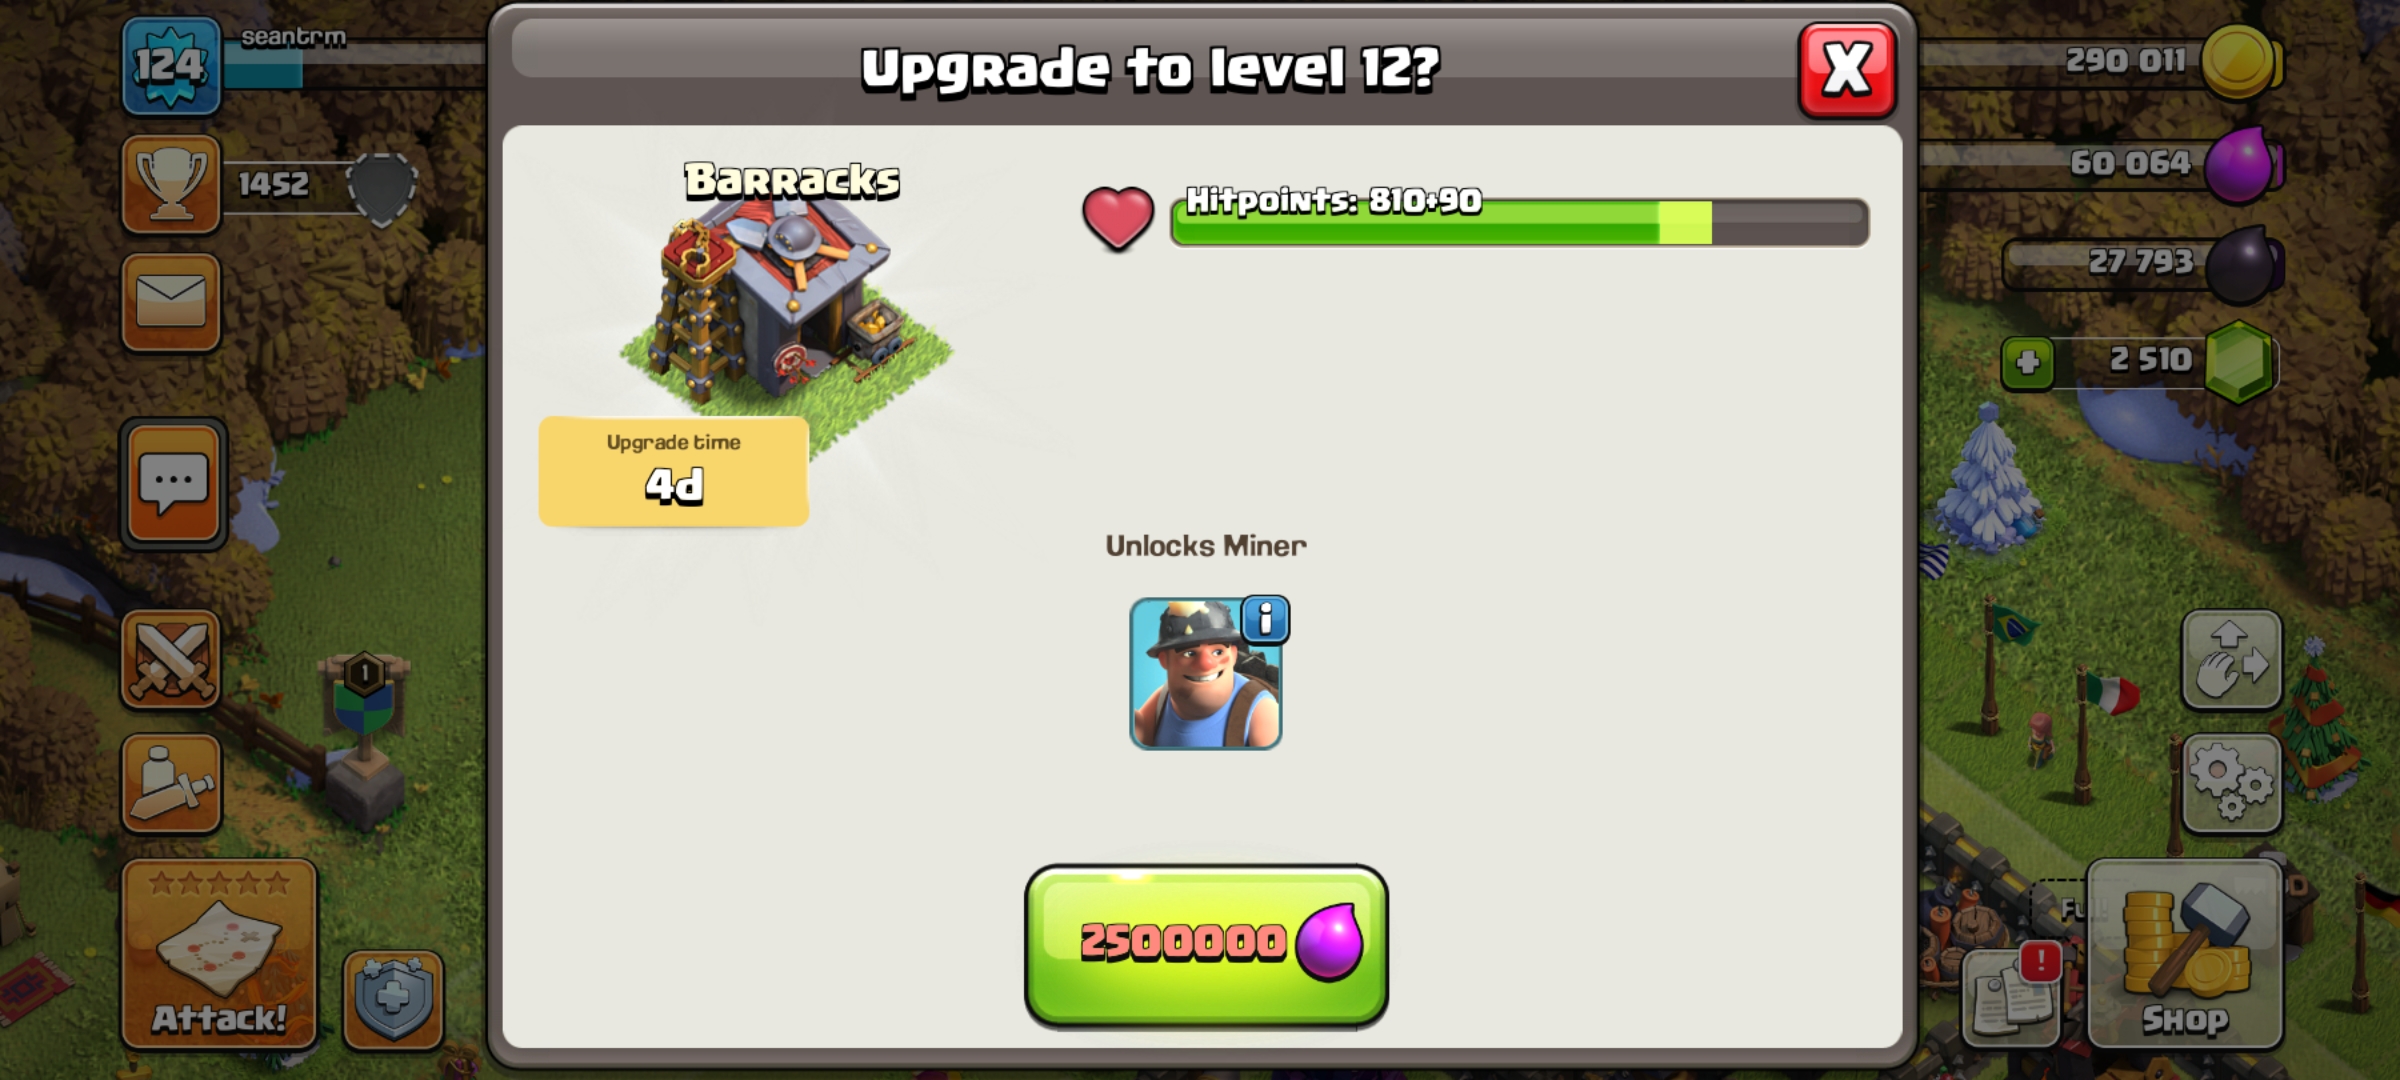 124
seantrm
1452
1
Attack!
Upgrade to level 12?
X
Barracks
Hitpoints: 810+90
Upgrade time
4d
Unlocks Miner
i
2500000
290 011
60 064
27 793
+
2 510
!
Shop